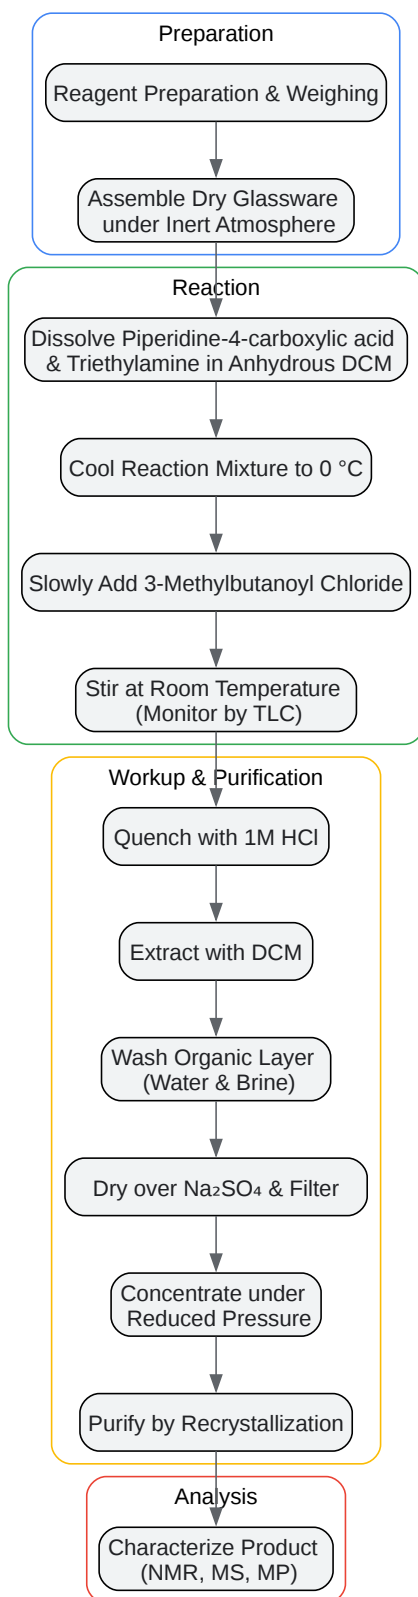 Preparation
Reagent Preparation & Weighing
Assemble Dry Glassware
under Inert Atmosphere
Reaction
Dissolve Piperidine-4-carboxylic acid
& Triethylamine in Anhydrous DCM
Cool Reaction Mixture to 0 °C
Slowly Add 3-Methylbutanoyl Chloride
Stir at Room Temperature
(Monitor by TLC)
Workup & Purification
Quench with 1M HCl
Extract with DCM
Wash Organic Layer
(Water & Brine)
Dry over Na₂SO₄ & Filter
Concentrate under
Reduced Pressure
Purify by Recrystallization
Analysis
Characterize Product
(NMR, MS, MP)